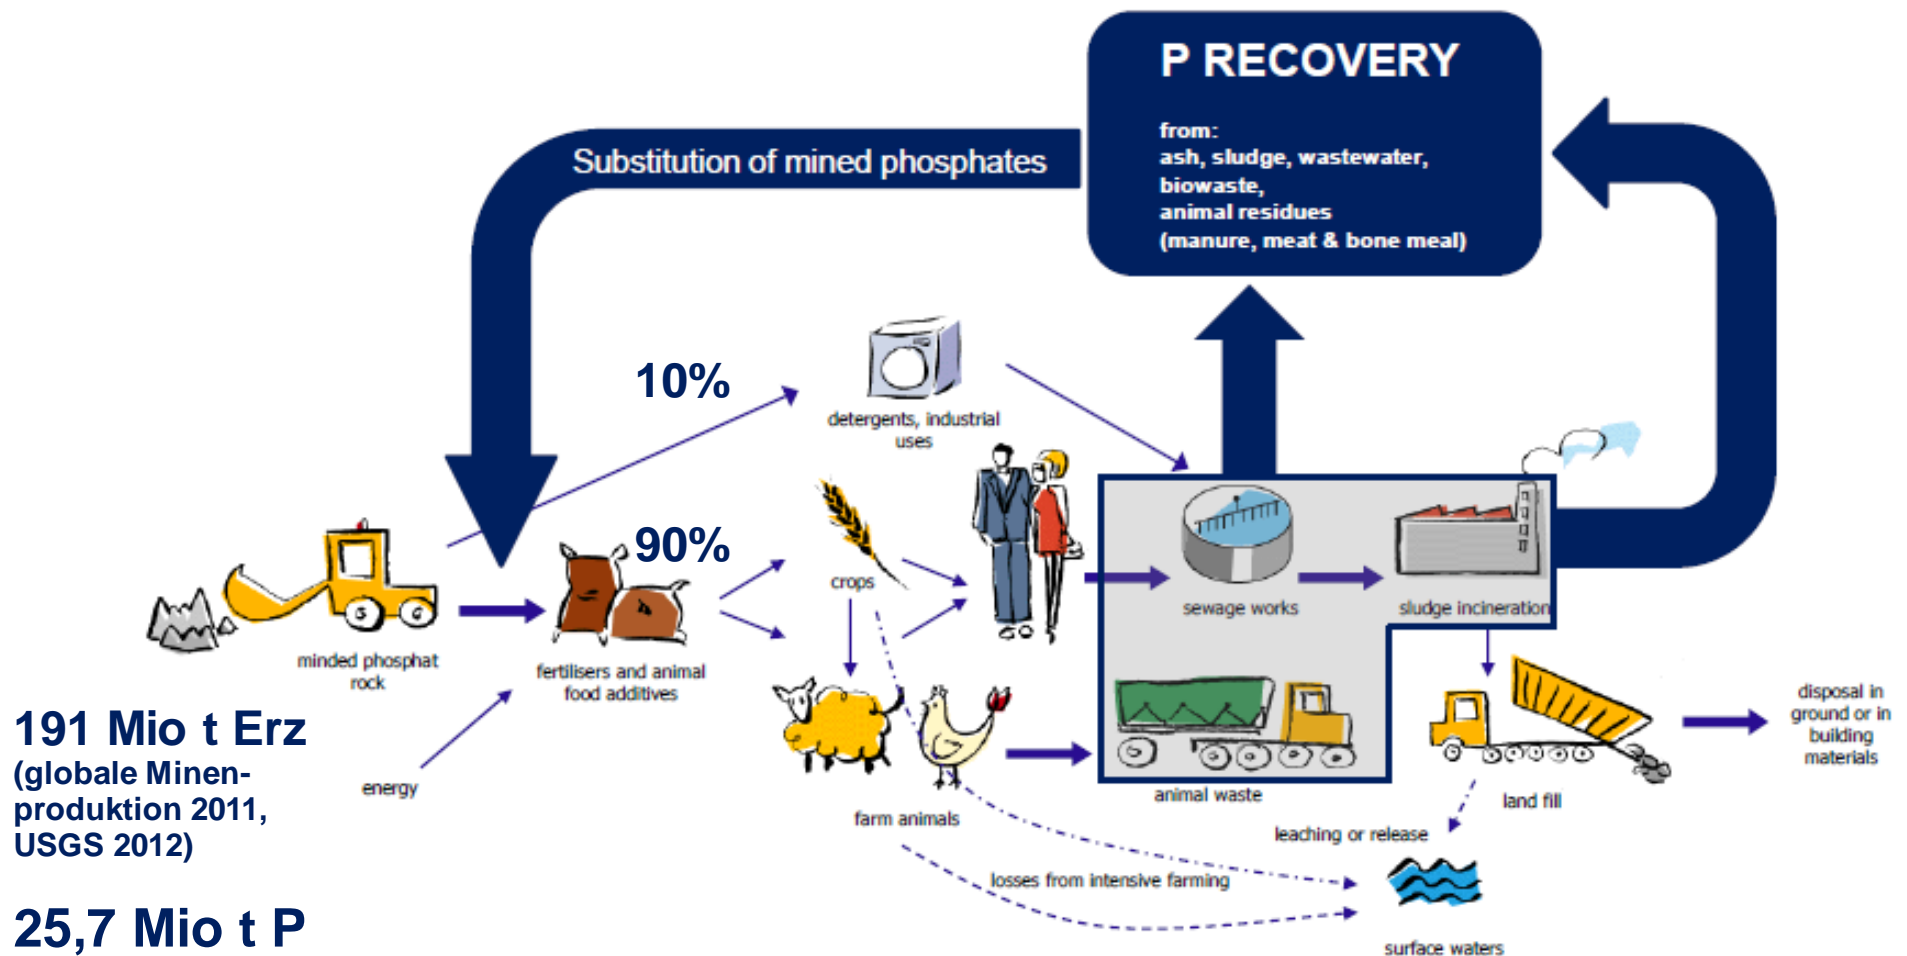 P RECOVERY
from:
ash, sludge, wastewater,
biowaste,
animal residues
(manure, meat & bone meal)
Substitution of mined phosphates
10%
detergents, industrial
uses
90%
crops
sewage works
sludge incineration
minded phosphat
rock
fertilisers and animal
food additives
191 Mio t Erz
(globale Minen-
produktion 2011,
USGS 2012)
energy
farm animals
animal waste
land fill
disposal in
ground or in
building
materials
leaching or release
losses from intensive farming
25,7 Mio t P
surface waters